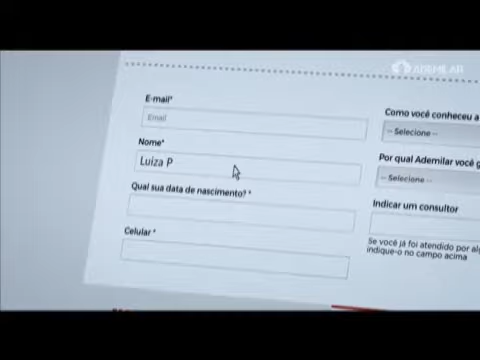 ADEMILAR
E-mail*
Email
Nome*
Luiza P
Qual sua data de nascimento? *
Celular *
Como você conheceu a
-- Selecione --
Por qual Ademilar você g
-- Selecione --
Indicar um consultor
Se você já foi atendido por alg
indique-o no campo acima